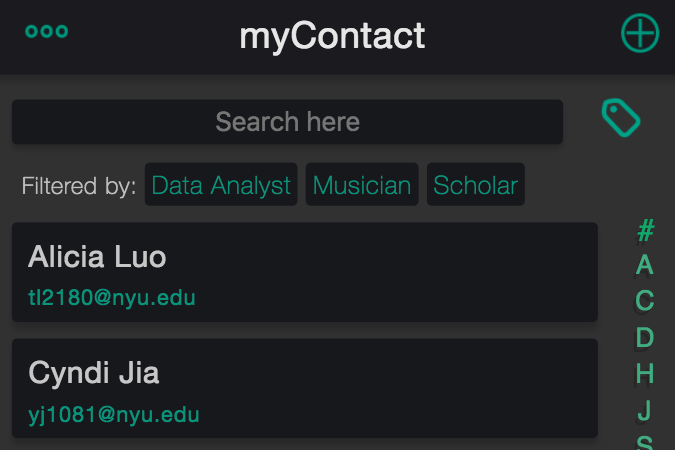 myContact
Search here
Filtered by: Data Analyst Musician Scholar
Alicia Luo
tl2180@nyu.edu
Cyndi Jia
yj1081@nyu.edu
#
A
C
D
H
J
S